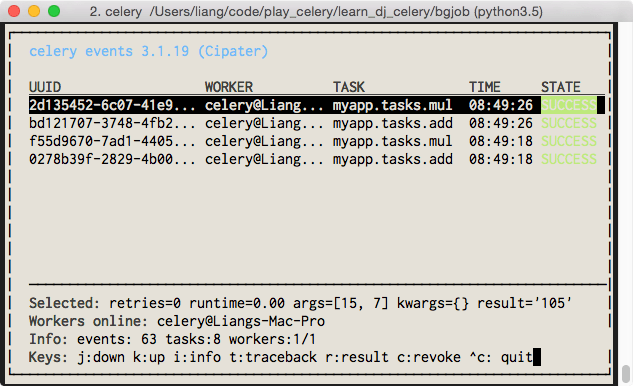 2. celery /Users/liang/code/play_celery/learn_dj_celery/bgjob (python3.5)
celery events 3.1.19 (Cipater)
UUID WORKER TASK TIME STATE
2d135452-6c07-41e9... celery@Liang... myapp.tasks.mul 08:49:26 SUCCESS
bd121707-3748-4fb2... celery@Liang... myapp.tasks.add 08:49:26 SUCCESS
f55d9670-7ad1-4405... celery@Liang... myapp.tasks.mul 08:49:18 SUCCESS
0278b39f-2829-4b00... celery@Liang... myapp.tasks.add 08:49:18 SUCCESS
Selected: retries=0 runtime=0.00 args=[15, 7] kwargs={} result='105'
Workers online: celery@Liangs-Mac-Pro
Info: events: 63 tasks:8 workers:1/1
Keys: j:down k:up i:info t:traceback r:result c:revoke ^c: quit